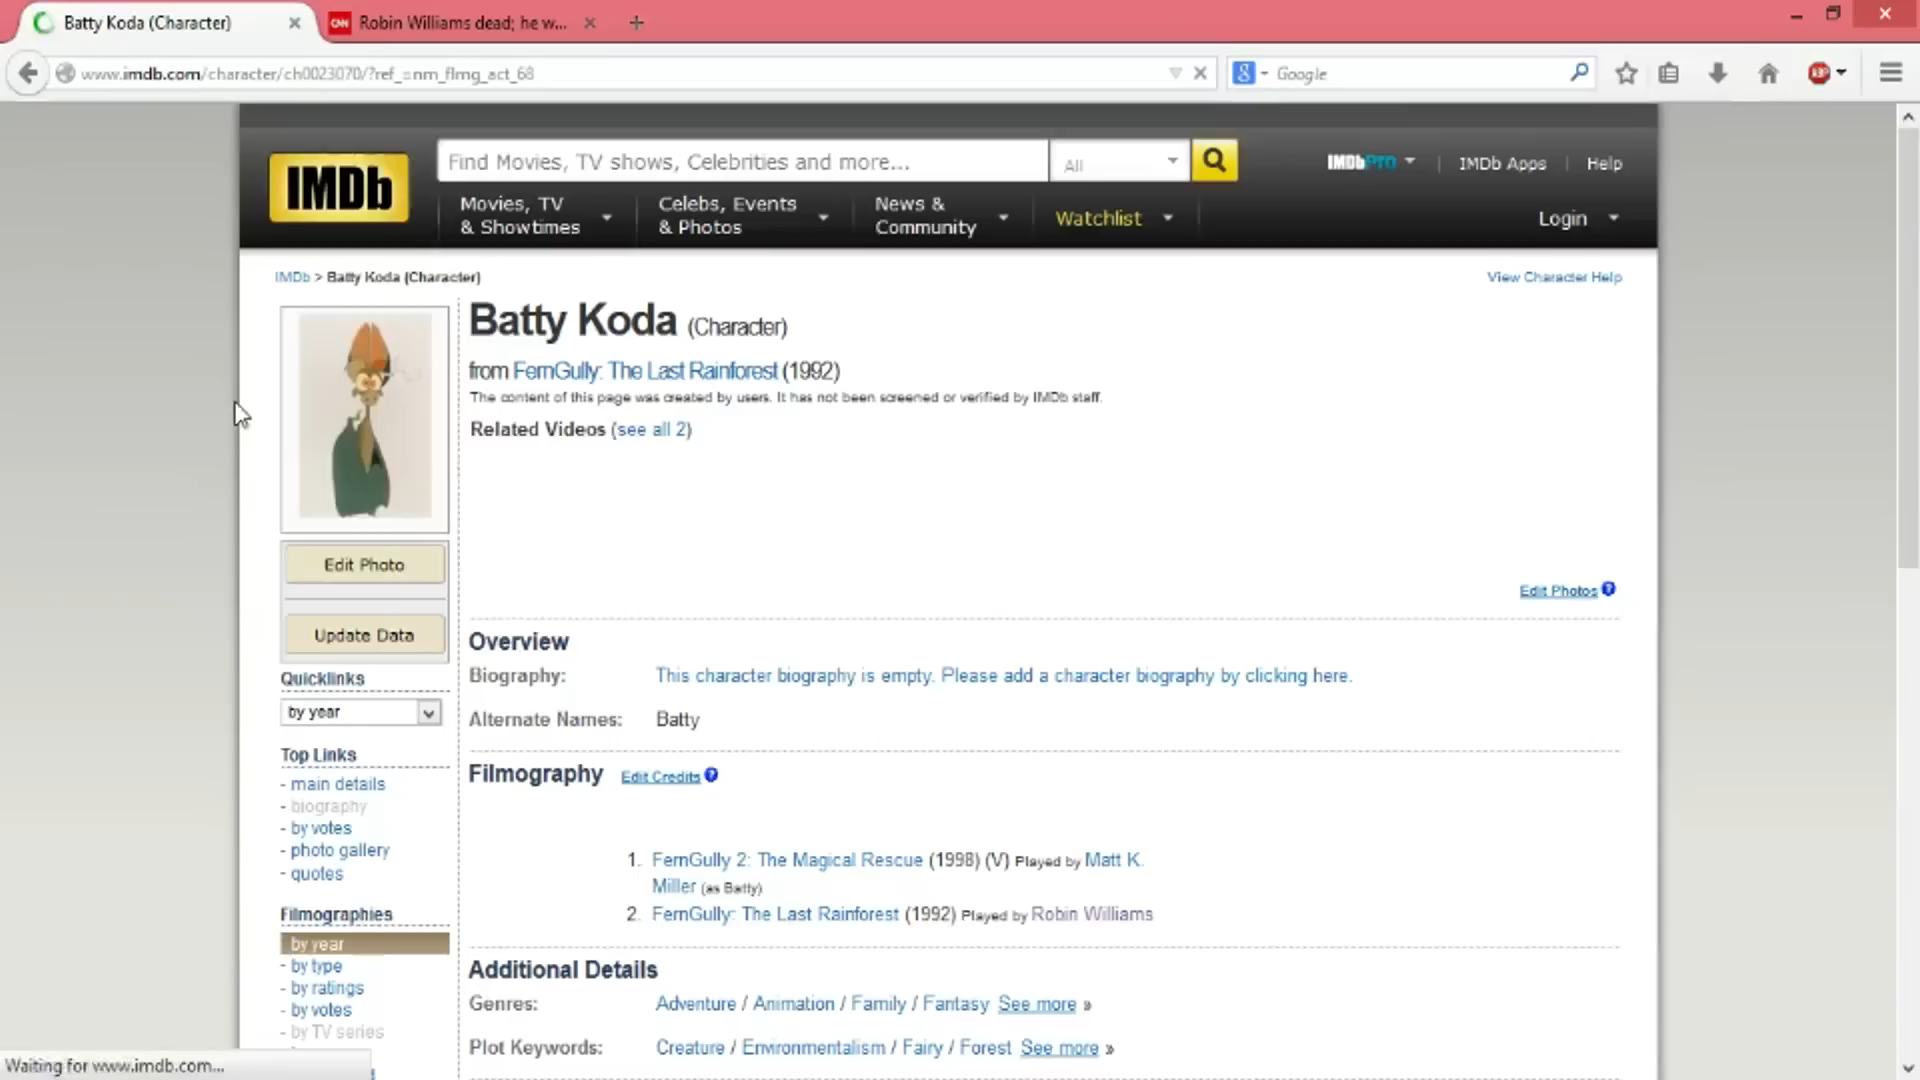 Batty Koda (Character)
CNN Robin Williams dead; he w...
www.imdb.com/character/ch0023070/?ref_=nm_flmg_act_68
Google
ABP
IMDb
Find Movies, TV shows, Celebrities and more...
All
IMDbPro
IMDb Apps
Help
Movies, TV
& Showtimes
Celebs, Events
& Photos
News &
Community
Watchlist
Login
IMDb > Batty Koda (Character)
View Character Help
Batty Koda (Character)
from FernGully: The Last Rainforest (1992)
The content of this page was created by users. It has not been screened or verified by IMDb staff.
Related Videos (see all 2)
Edit Photo
Update Data
Edit Photos ?
Quicklinks
by year
Top Links
- main details
- biography
- by votes
- photo gallery
- quotes
Filmographies
by year
- by type
- by ratings
- by votes
- by TV series
Overview
Biography: This character biography is empty. Please add a character biography by clicking here.
Alternate Names: Batty
Filmography Edit Credits ?
1. FernGully 2: The Magical Rescue (1998) (V) Played by Matt K.
Miller (as Batty)
2. FernGully: The Last Rainforest (1992) Played by Robin Williams
Additional Details
Genres: Adventure / Animation / Family / Fantasy See more »
Plot Keywords: Creature / Environmentalism / Fairy / Forest See more »
Waiting for www.imdb.com...